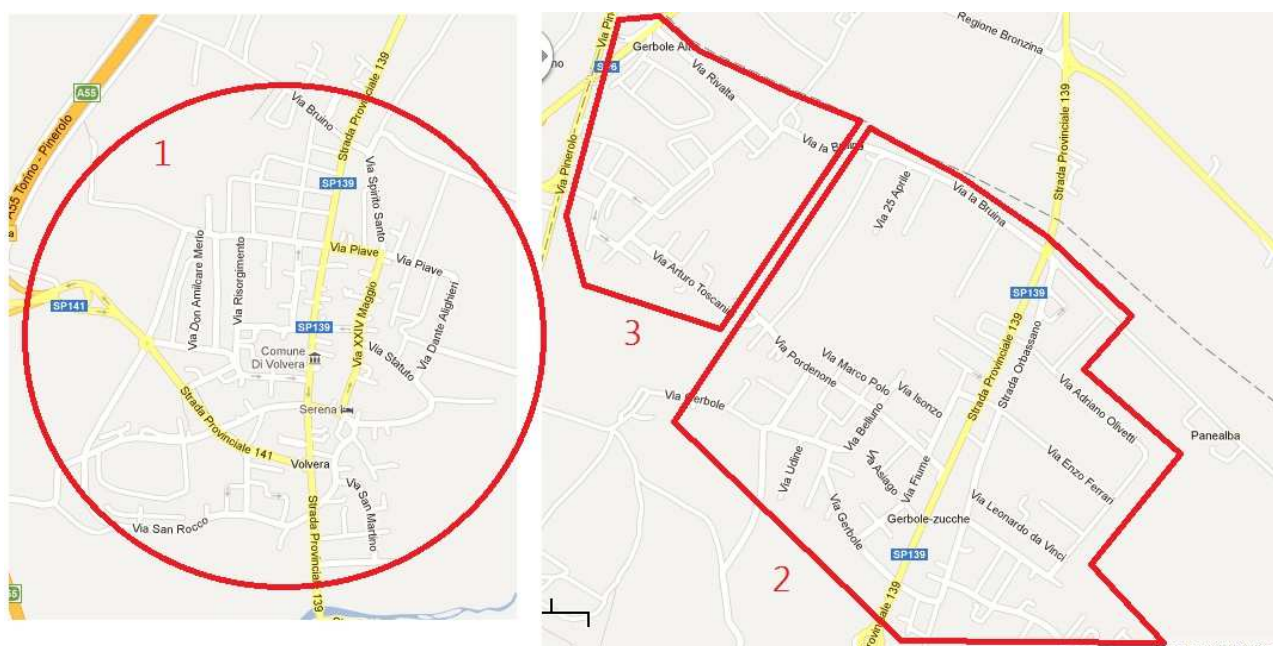 A55
A55 Torino - Pinerolo
1
Via Bruino
Strada Provinciale 139
SP139
Via Spirito Santo
Via Piave
Via Piave
Via Don Amilcare Merlo
Via Risorgimento
SP141
SP139
Via XXIV Maggio
Via Dante Alighieri
Comune
Di Volvera
Via Statuto
Serena
Strada Provinciale 141
Volvera
Via San Martino
Via San Rocco
Strada Provinciale 139
Gerbole
Via Rivalta
Via Pinerolo
Regione Bronzina
Strada Provinciale 139
Via la Bruina
Via 25 Aprile
Via la Bruina
Via Arturo Toscanini
3
SP139
Strada Provinciale 139
Strada Orbassano
Via Pordenone
Via Marco Polo
Via Isonzo
Via Gerbole
Via Belluno
Via Adriano Olivetti
Panealba
Via Udine
Via Asiago
Via Fiume
Via Enzo Ferrari
Via Gerbole
Gerbole-zucche
Via Leonardo da Vinci
SP139
2
Provinciale 139